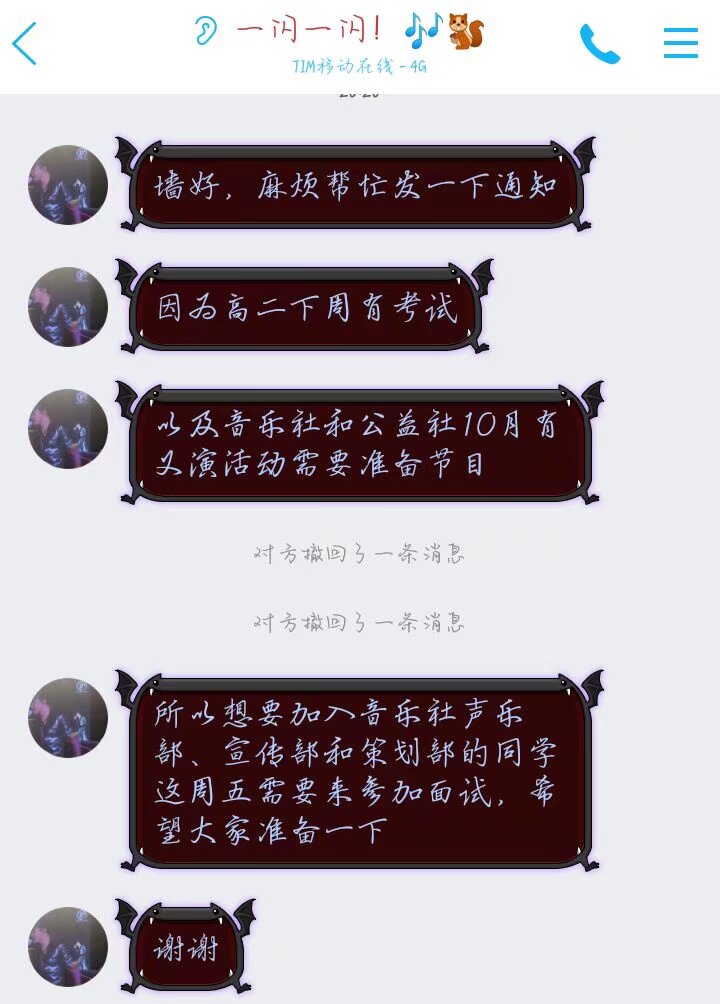 一闪一闪!
TIM移动在线 - 4G
墙好，麻烦帮忙发一下通知
因为高二下周有考试
以及音乐社和公益社10月有
义演活动需要准备节目
对方撤回了一条消息
对方撤回了一条消息
所以想要加入音乐社声乐
部、宣传部和策划部的同学
这周五需要来参加面试，希
望大家准备一下
谢谢